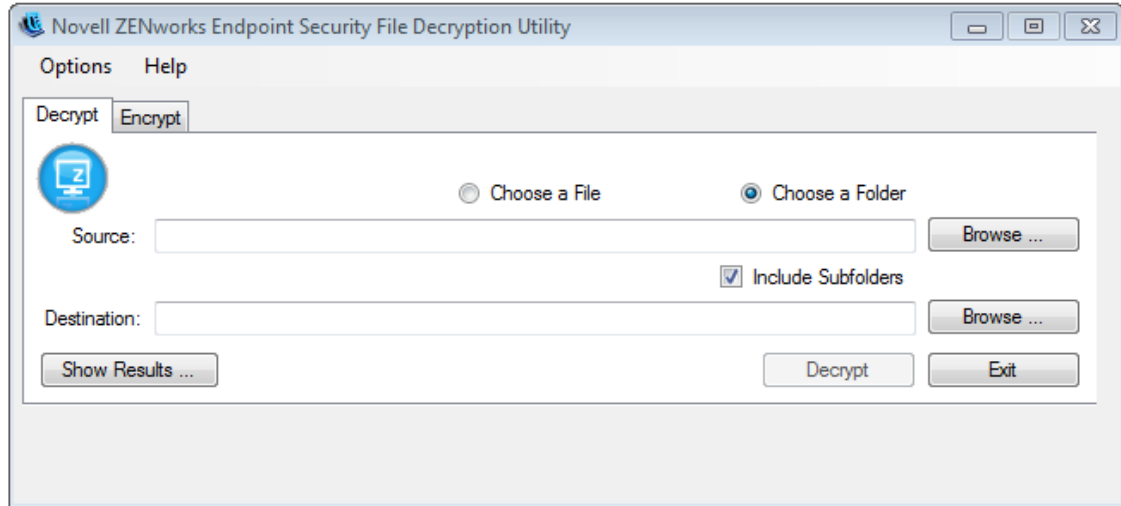 Novell ZENworks Endpoint Security File Decryption Utility
Options Help
Decrypt Encrypt
Z
Choose a File Choose a Folder
Source: Browse ...
Include Subfolders
Destination: Browse ...
Show Results ... Decrypt Exit